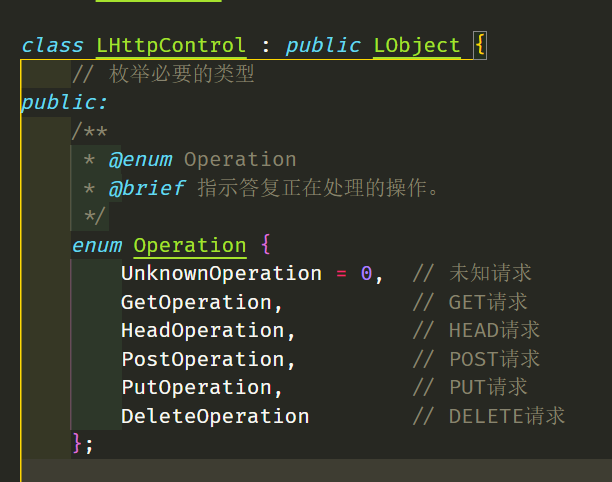 class LHttpControl : public LObject {
// 枚举必要的类型
public:
/**
* @enum Operation
* @brief 指示答复正在处理的操作。
*/
enum Operation {
UnknownOperation = 0, // 未知请求
GetOperation, // GET请求
HeadOperation, // HEAD请求
PostOperation, // POST请求
PutOperation, // PUT请求
DeleteOperation // DELETE请求
};